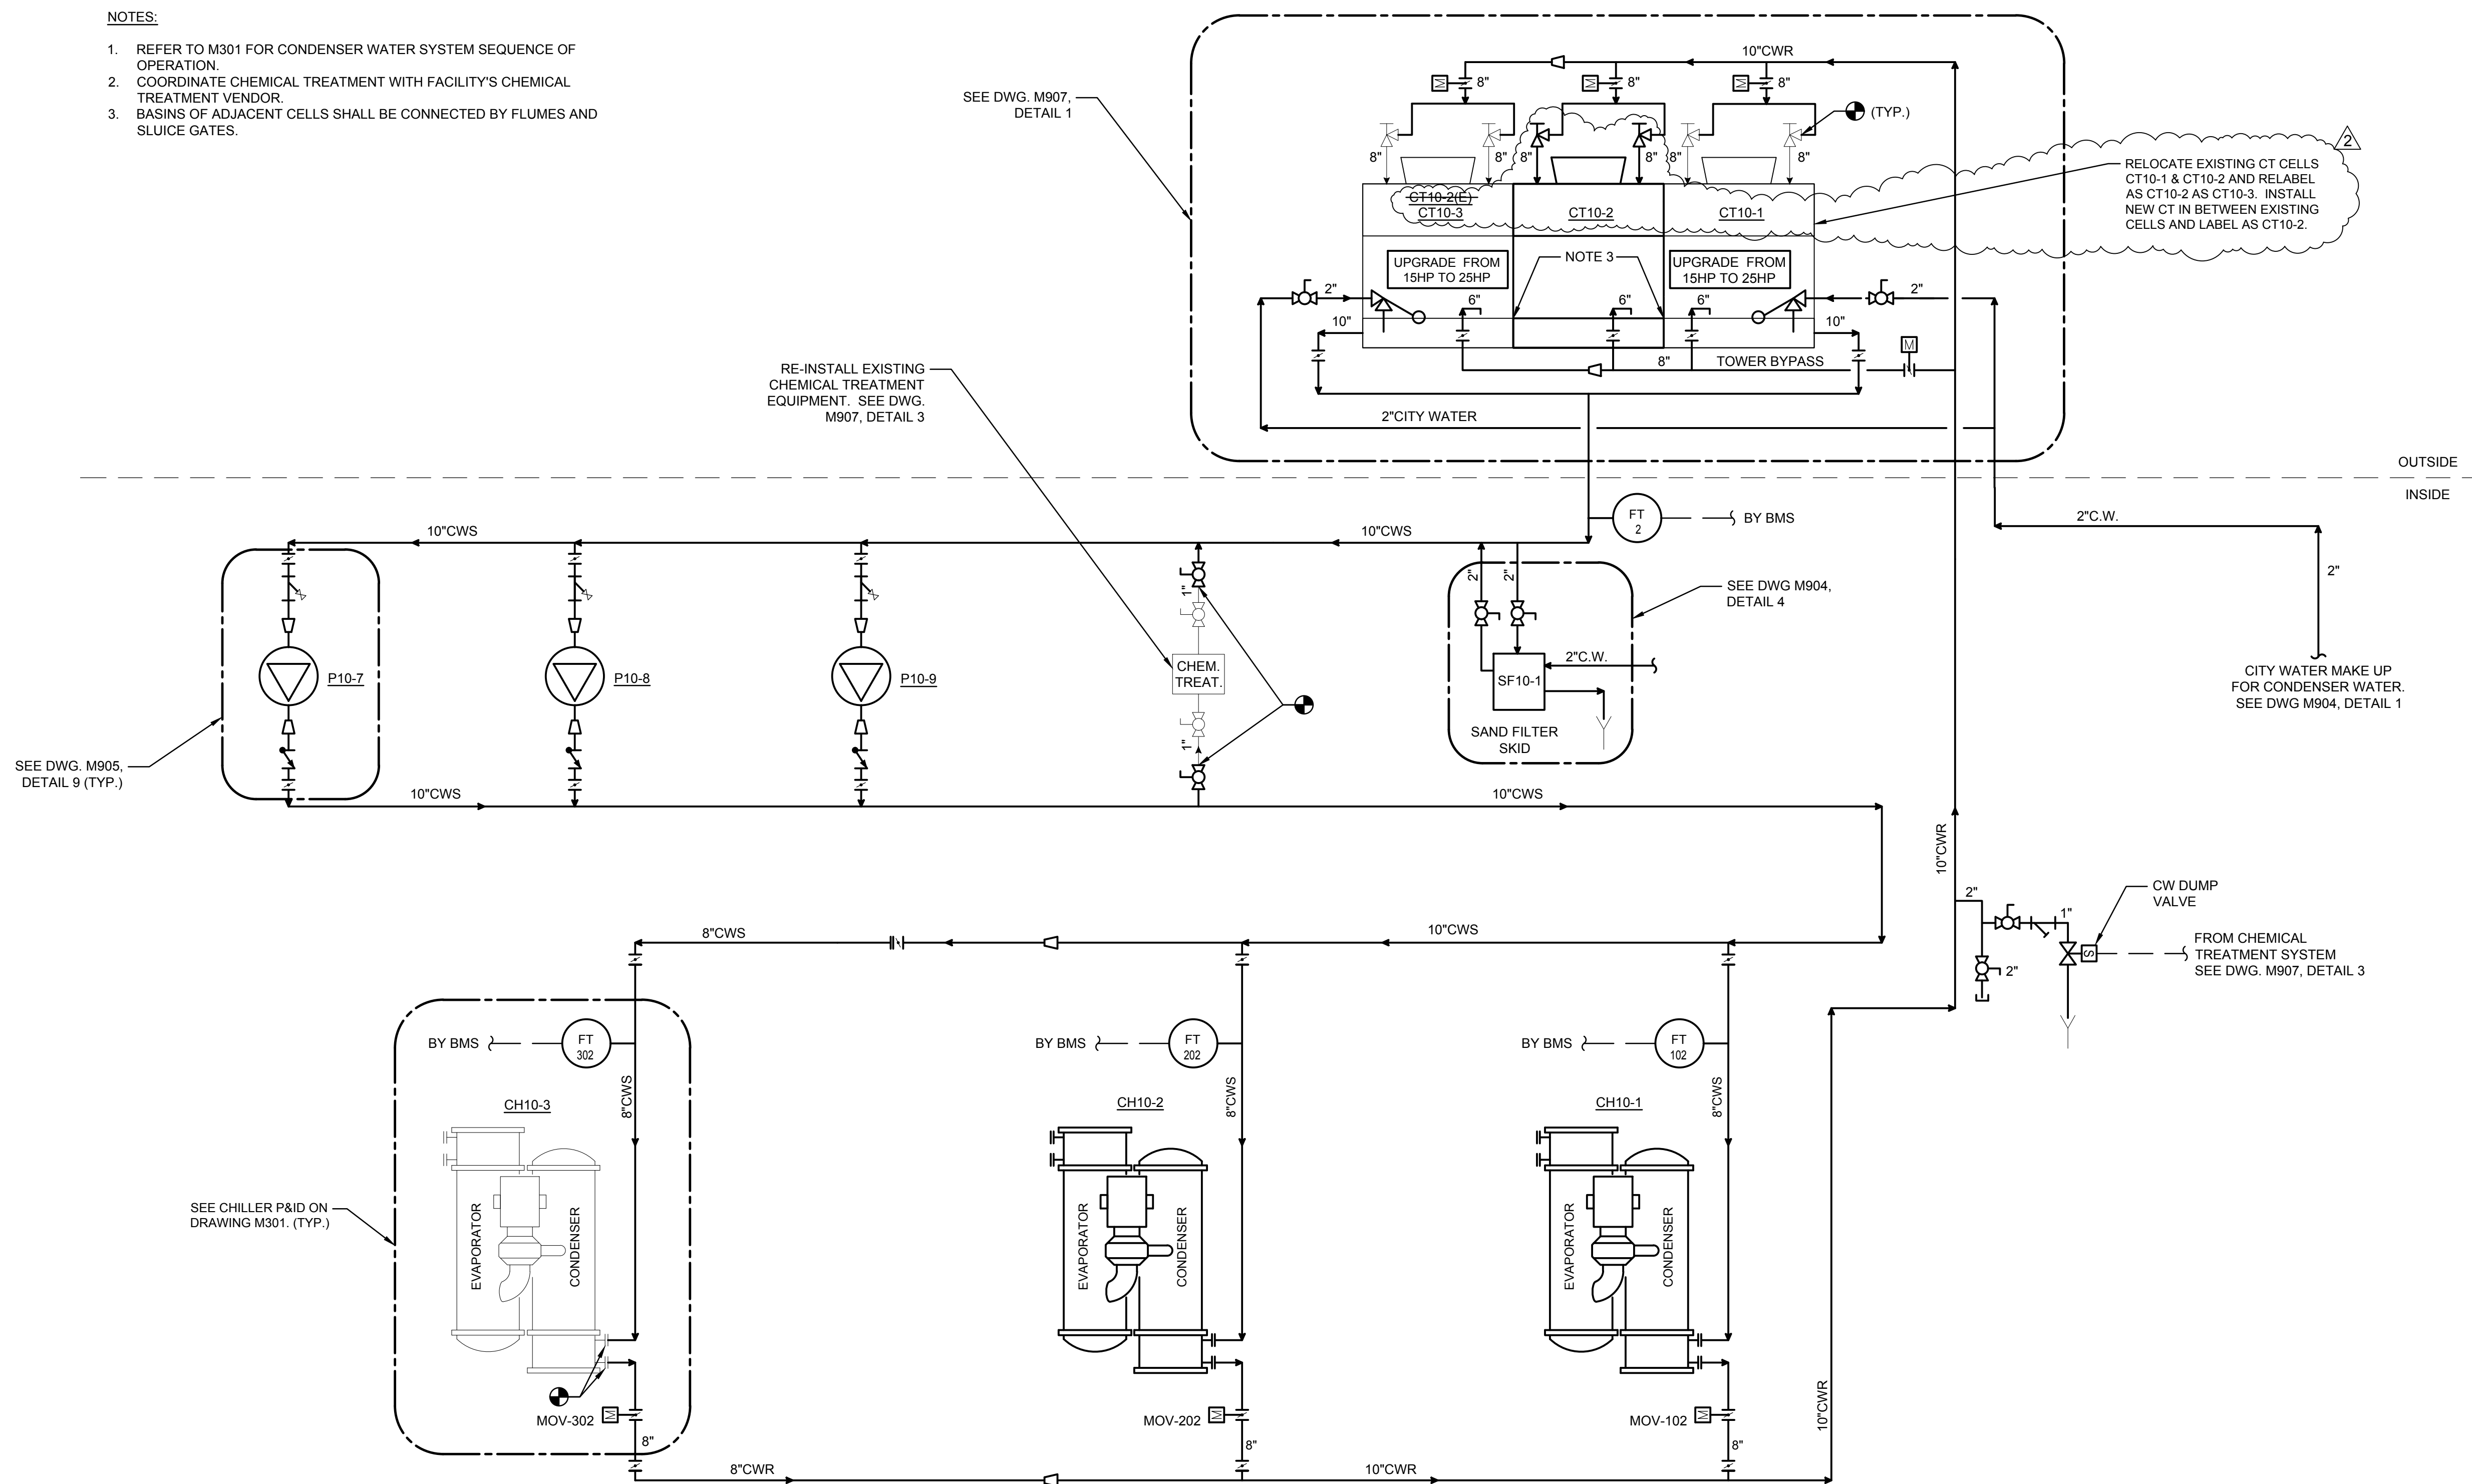 NOTES:
1. REFER TO M301 FOR CONDENSER WATER SYSTEM SEQUENCE OF
OPERATION.
2. COORDINATE CHEMICAL TREATMENT WITH FACILITY'S CHEMICAL
TREATMENT VENDOR.
3. BASINS OF ADJACENT CELLS SHALL BE CONNECTED BY FLUMES AND
SLUICE GATES.
SEE DWG. M907,
DETAIL 1
10"CWR
M 8"
M 8"
M 8"
(TYP.)
8" 8" 8" 8" 8" 8"
2
RELOCATE EXISTING CT CELLS
CT10-1 & CT10-2 AND RELABEL
AS CT10-2 AS CT10-3. INSTALL
NEW CT IN BETWEEN EXISTING
CELLS AND LABEL AS CT10-2.
CT10-2(E)
CT10-3 CT10-2 CT10-1
UPGRADE FROM
15HP TO 25HP
NOTE 3
UPGRADE FROM
15HP TO 25HP
2" 2"
6" 6" 6"
10" 10"
8" TOWER BYPASS
M
2"CITY WATER
RE-INSTALL EXISTING
CHEMICAL TREATMENT
EQUIPMENT. SEE DWG.
M907, DETAIL 3
OUTSIDE
INSIDE
FT
2
BY BMS
2"C.W.
2"
CITY WATER MAKE UP
FOR CONDENSER WATER.
SEE DWG M904, DETAIL 1
10"CWS 10"CWS
P10-7 P10-8 P10-9
SEE DWG. M905,
DETAIL 9 (TYP.)
1"
CHEM.
TREAT.
1"
2" 2"
SEE DWG M904,
DETAIL 4
2"C.W.
SF10-1
SAND FILTER
SKID
10"CWS 10"CWS
10"CWR
2"
1"
2"
CW DUMP
VALVE
S
FROM CHEMICAL
TREATMENT SYSTEM
SEE DWG. M907, DETAIL 3
8"CWS 10"CWS
BY BMS
FT
302
BY BMS
FT
202
BY BMS
FT
102
8"CWS 8"CWS 8"CWS
CH10-3 CH10-2 CH10-1
SEE CHILLER P&ID ON
DRAWING M301. (TYP.)
EVAPORATOR CONDENSER
EVAPORATOR CONDENSER
EVAPORATOR CONDENSER
MOV-302 M
MOV-202 M
MOV-102 M
8" 8" 8"
10"CWR
8"CWR 10"CWR